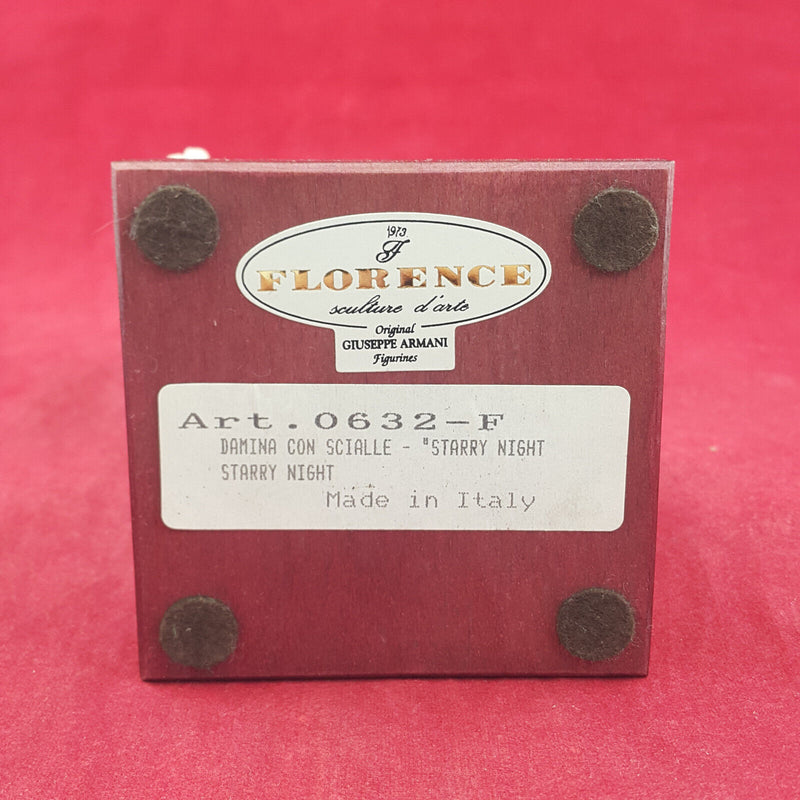 1973
F
FLORENCE
sculture d'arte
Original
GIUSEPPE ARMANI
Figurines
Art.0632-F
DAMINA CON SCIALLE - "STARRY NIGHT
STARRY NIGHT
Made in Italy